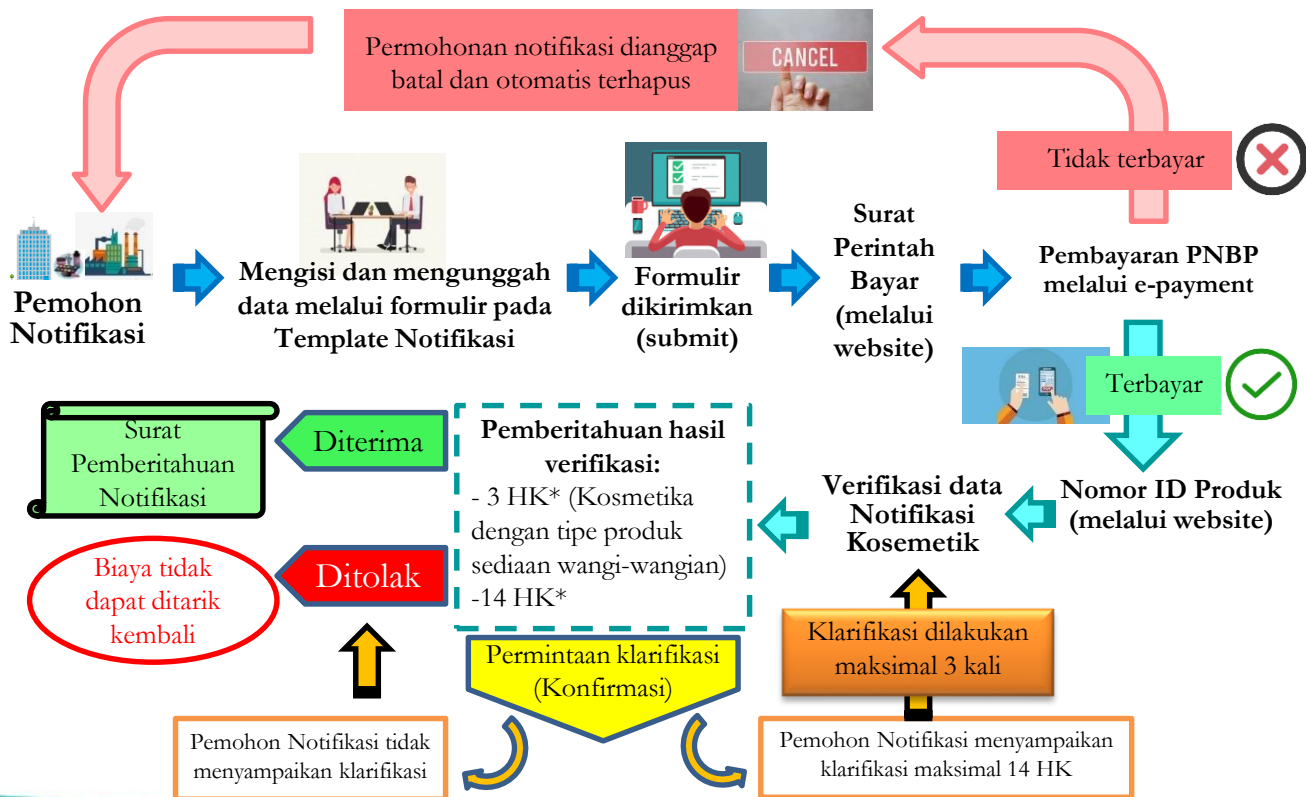 Permohonan notifikasi dianggap
batal dan otomatis terhapus
CANCEL
Tidak terbayar
Pemohon
Notifikasi
Mengisi dan mengunggah
data melalui formulir pada
Template Notifikasi
Formulir
dikirimkan
(submit)
Surat
Perintah
Bayar
(melalui
website)
Pembayaran PNBP
melalui e-payment
Terbayar
Nomor ID Produk
(melalui website)
Verifikasi data
Notifikasi
Kosemetik
Pemberitahuan hasil
verifikasi:
- 3 HK* (Kosmetika
dengan tipe produk
sediaan wangi-wangian)
-14 HK*
Diterima
Surat
Pemberitahuan
Notifikasi
Ditolak
Biaya tidak
dapat ditarik
kembali
Permintaan klarifikasi
(Konfirmasi)
Klarifikasi dilakukan
maksimal 3 kali
Pemohon Notifikasi tidak
menyampaikan klarifikasi
Pemohon Notifikasi menyampaikan
klarifikasi maksimal 14 HK